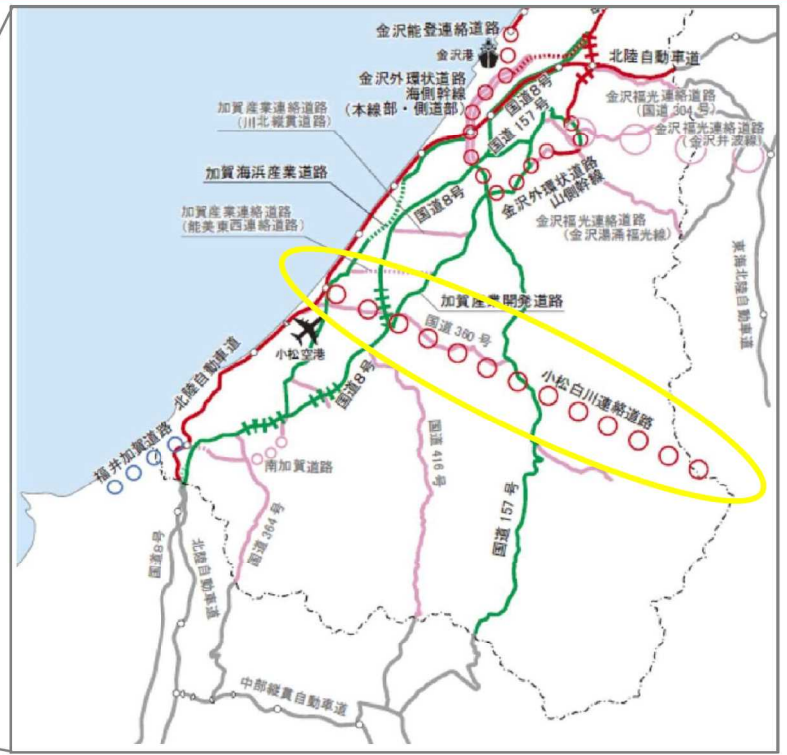 金沢能登連絡道路
金沢港
北陸自動車道
金沢外環状道路
海側幹線
(本線部・側道部)
国道8号
国道157号
金沢福光連絡道路
(国道304号)
金沢福光連絡道路
(金沢井波線)
加賀産業連絡道路
(川北縦貫道路)
加賀海浜産業道路
国道8号
金沢外環状道路
山側幹線
加賀産業連絡道路
(能美東西連絡道路)
金沢福光連絡道路
(金沢湯涌福光線)
東海北陸自動車道
加賀産業開発道路
国道360号
小松空港
北陸自動車道
国道8号
小松白川連絡道路
福井加賀道路
南加賀道路
国道416号
国道364号
国道157号
国道8号
北陸自動車道
中部縦貫自動車道